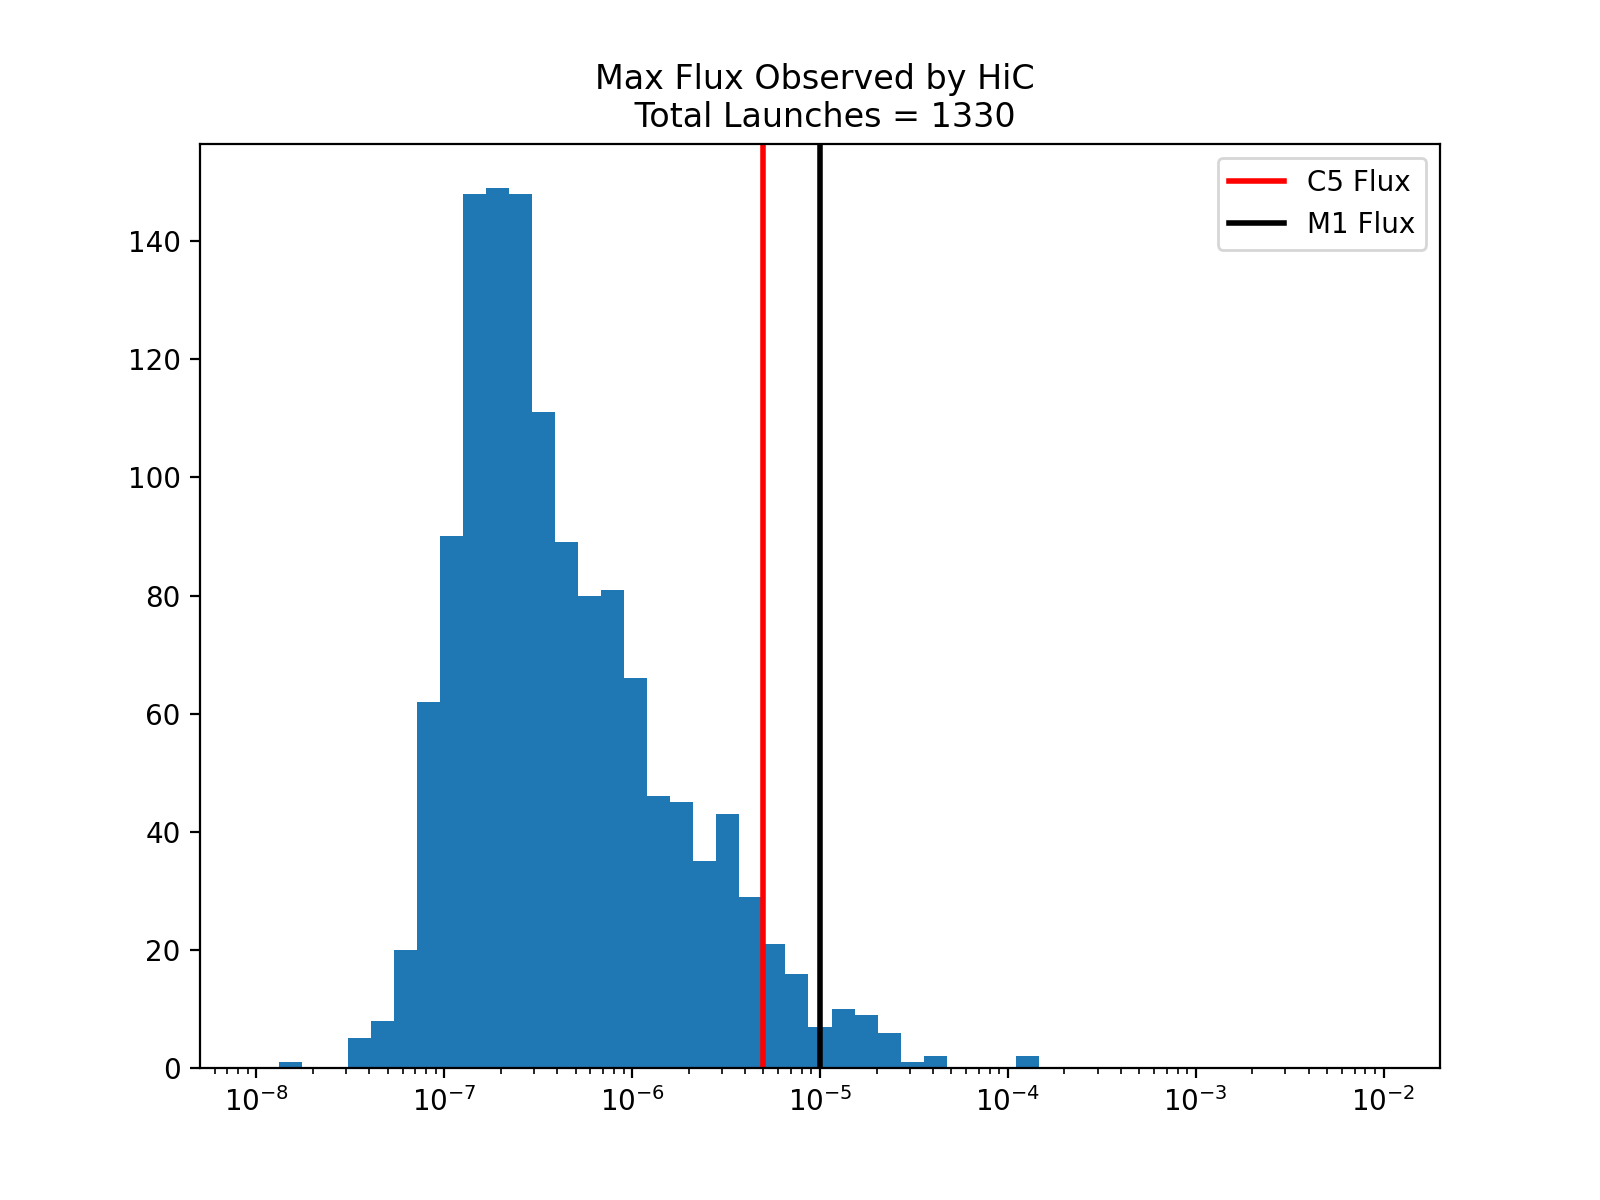 Max Flux Observed by HiC
Total Launches = 1330
C5 Flux
M1 Flux
140
120
100
80
60
40
20
0
10⁻⁸ 10⁻⁷ 10⁻⁶ 10⁻⁵ 10⁻⁴ 10⁻³ 10⁻²